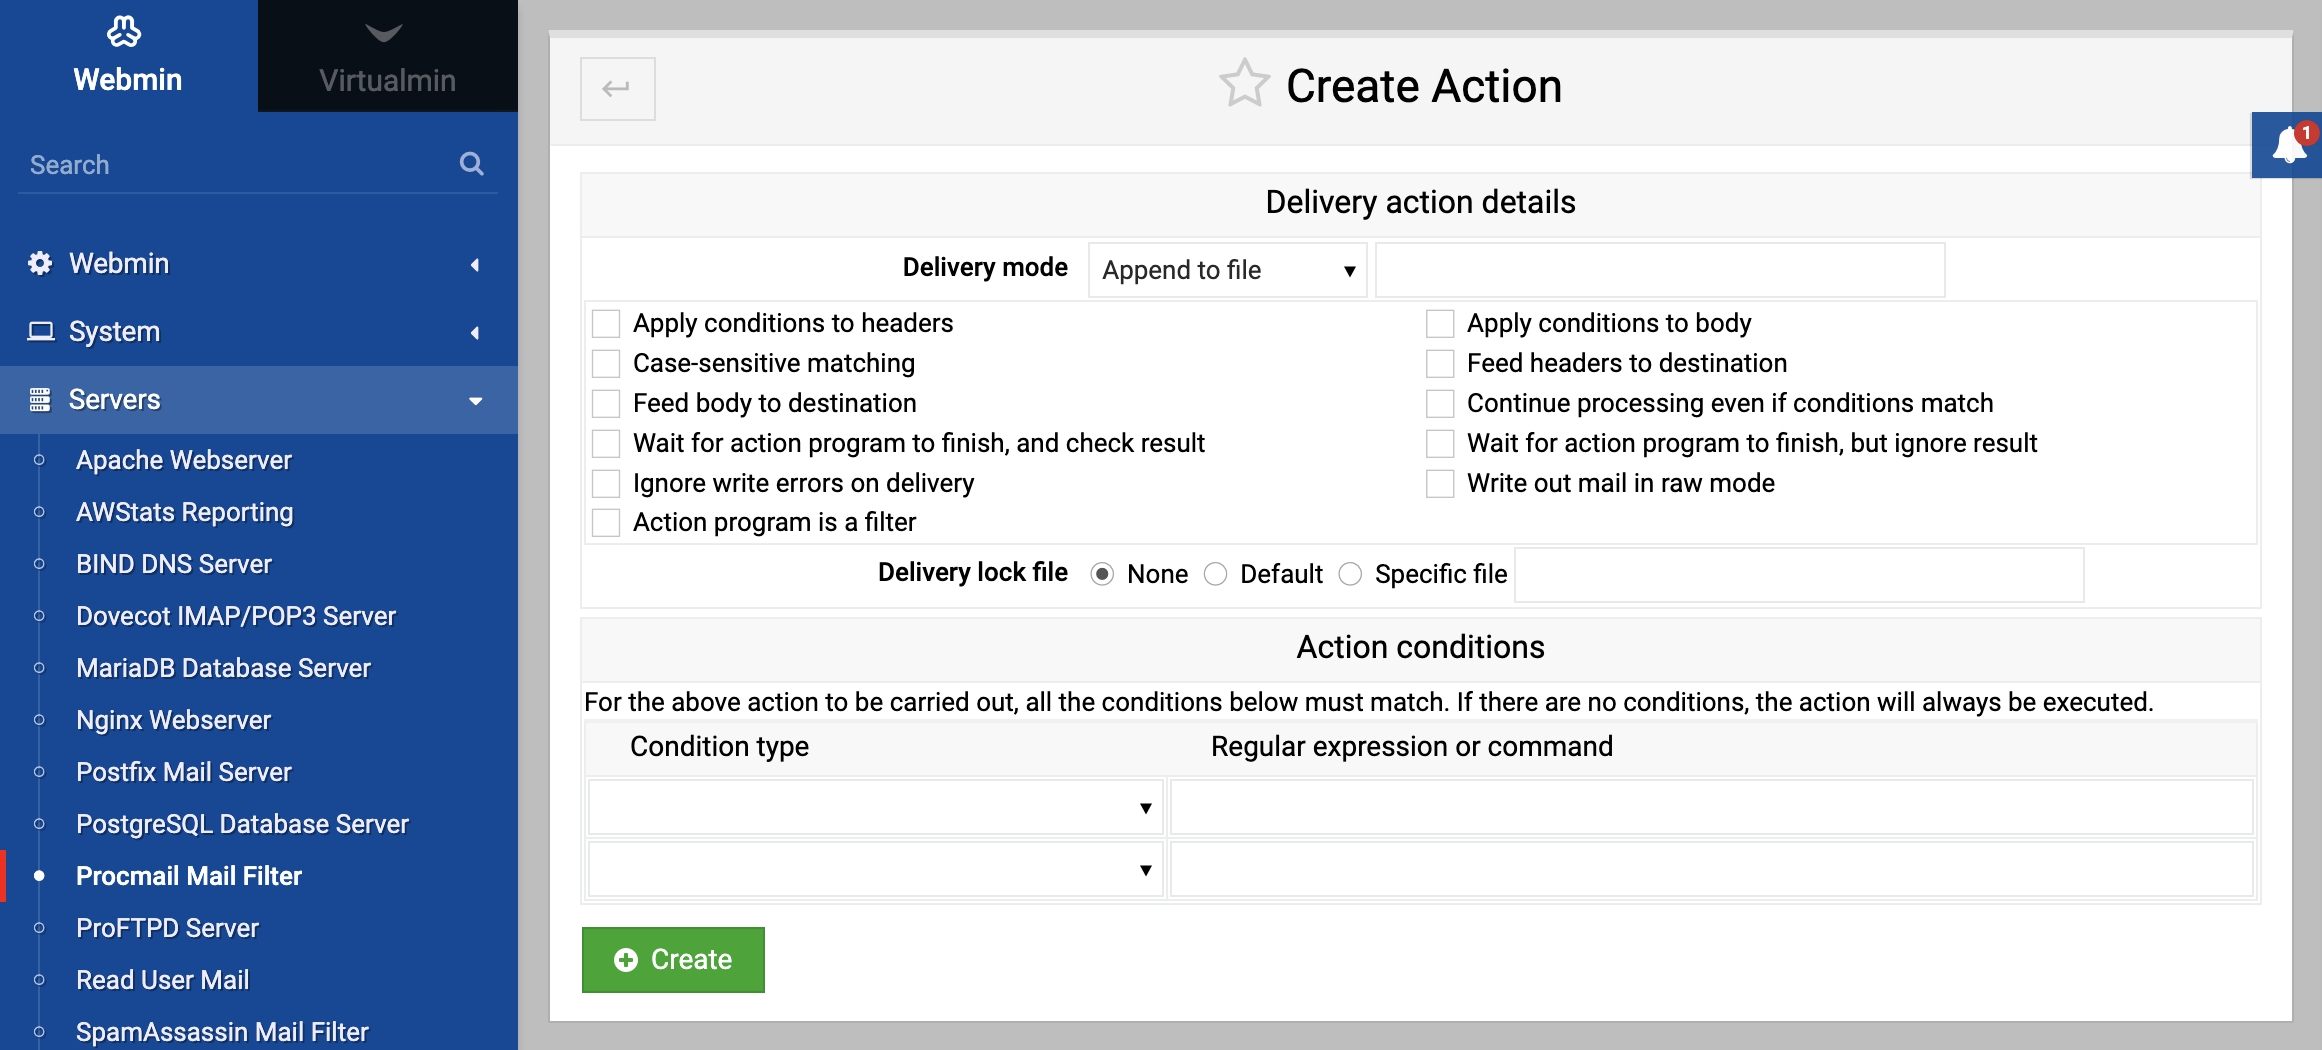 Webmin
Virtualmin
Search
Webmin
System
Servers
Apache Webserver
AWStats Reporting
BIND DNS Server
Dovecot IMAP/POP3 Server
MariaDB Database Server
Nginx Webserver
Postfix Mail Server
PostgreSQL Database Server
Procmail Mail Filter
ProFTPD Server
Read User Mail
SpamAssassin Mail Filter
Create Action
1
Delivery action details
Delivery mode Append to file
Apply conditions to headers Apply conditions to body
Case-sensitive matching Feed headers to destination
Feed body to destination Continue processing even if conditions match
Wait for action program to finish, and check result Wait for action program to finish, but ignore result
Ignore write errors on delivery Write out mail in raw mode
Action program is a filter
Delivery lock file None Default Specific file
Action conditions
For the above action to be carried out, all the conditions below must match. If there are no conditions, the action will always be executed.
Condition type Regular expression or command
Create